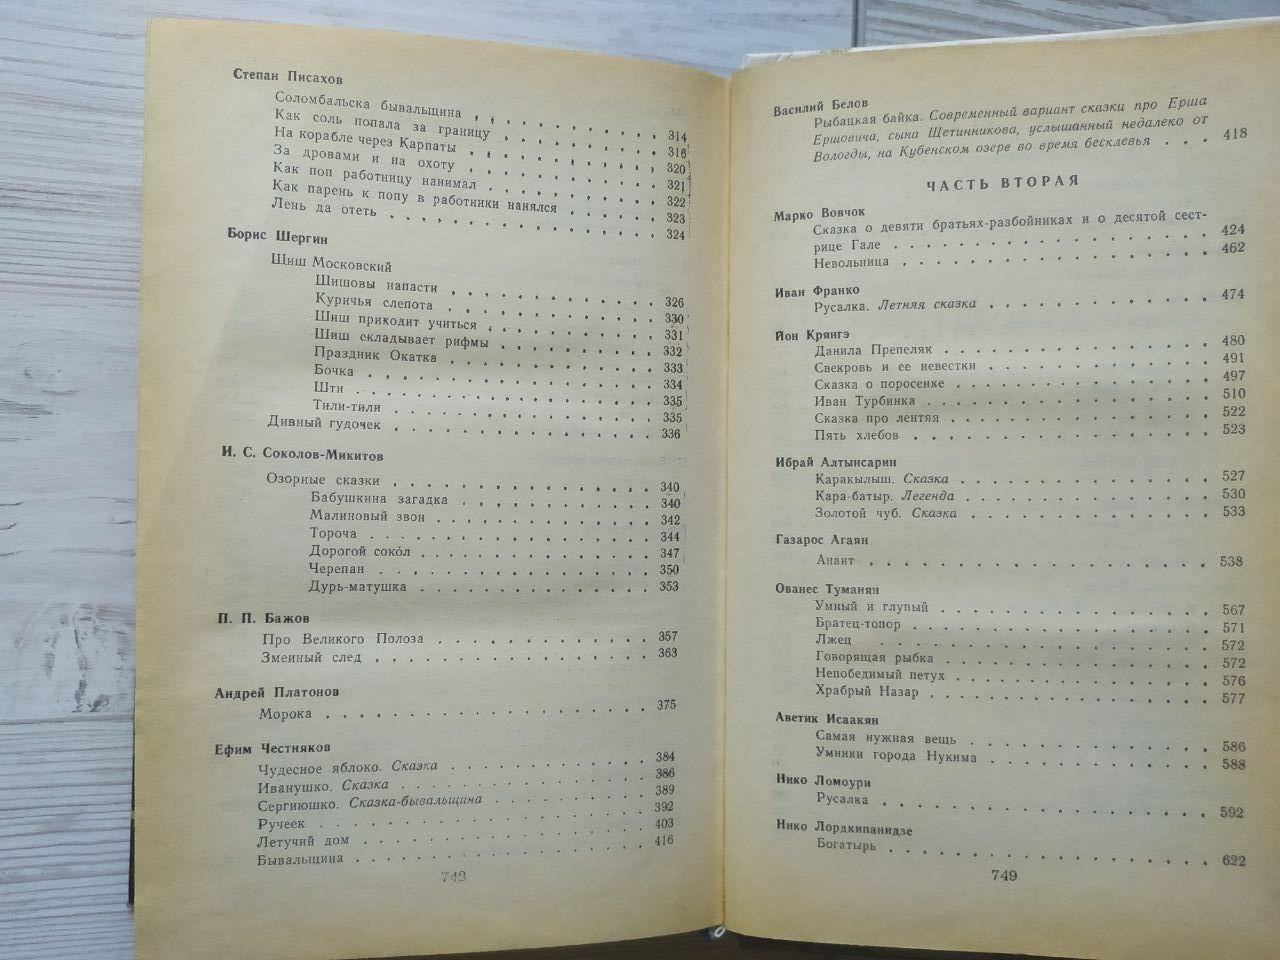 Степан Писахов
Соломбальска бывальщина . . . . . . . . . 314
Как соль попала за границу . . . . . . . . 316
На корабле через Карпаты . . . . . . . . . 320
За дровами и на охоту . . . . . . . . . . 321
Как поп работницу нанимал . . . . . . . . 322
Как парень к попу в работники нанялся . . . . . 323
Лень да отеть . . . . . . . . . . . . . 324
Борис Шергин
Шиш Московский
Шишовы напасти . . . . . . . . . . 326
Куричья слепота . . . . . . . . . . 330
Шиш приходит учиться . . . . . . . . . 331
Шиш складывает рифмы . . . . . . . . . 332
Праздник Окатка . . . . . . . . . . 333
Бочка . . . . . . . . . . . . . . 334
Шти . . . . . . . . . . . . . . 335
Тили-тили . . . . . . . . . . . . 335
Дивный гудочек . . . . . . . . . . . . 336
И. С. Соколов-Микитов
Озорные сказки . . . . . . . . . . . . 340
Бабушкина загадка . . . . . . . . . . 340
Малиновый звон . . . . . . . . . . 342
Тороча . . . . . . . . . . . . . 344
Дорогой соко́л . . . . . . . . . . . 347
Черепан . . . . . . . . . . . . . 350
Дурь-матушка . . . . . . . . . . . 353
П. П. Бажов
Про Великого Полоза . . . . . . . . . . 357
Змеиный след . . . . . . . . . . . . . 363
Андрей Платонов
Морока . . . . . . . . . . . . . . . 375
Ефим Честняков
Чудесное яблоко. Сказка . . . . . . . . . 384
Иванушко. Сказка . . . . . . . . . . . 386
Сергиюшко. Сказка-бывальщина . . . . . . . 389
Ручеек . . . . . . . . . . . . . . . 392
Летучий дом . . . . . . . . . . . . . 403
Бывальщина . . . . . . . . . . . . . 416
748
Василий Белов
Рыбацкая байка. Современный вариант сказки про Ерша
Ершовича, сына Щетинникова, услышанный недалеко от
Вологды, на Кубенском озере во время бесклевья . . . 418
ЧАСТЬ ВТОРАЯ
Марко Вовчок
Сказка о девяти братьях-разбойниках и о десятой сест-
рице Гале . . . . . . . . . . . . . . 424
Невольница . . . . . . . . . . . . . . 462
Иван Франко
Русалка. Летняя сказка . . . . . . . . . . 474
Йон Крянгэ
Данила Препеляк . . . . . . . . . . . . 480
Свекровь и ее невестки . . . . . . . . . . 491
Сказка о поросенке . . . . . . . . . . . 497
Иван Турбинка . . . . . . . . . . . . . 510
Сказка про лентяя . . . . . . . . . . . 522
Пять хлебов . . . . . . . . . . . . . 523
Ибрай Алтынсарин
Каракылыш. Сказка . . . . . . . . . . . 527
Кара-батыр. Легенда . . . . . . . . . . . 530
Золотой чуб. Сказка . . . . . . . . . . . 533
Газарос Агаян
Анаит . . . . . . . . . . . . . . . 538
Ованес Туманян
Умный и глупый . . . . . . . . . . . . 567
Братец-топор . . . . . . . . . . . . . 571
Лжец . . . . . . . . . . . . . . . 572
Говорящая рыбка . . . . . . . . . . . . 572
Непобедимый петух . . . . . . . . . . . 576
Храбрый Назар . . . . . . . . . . . . . 577
Аветик Исаакян
Самая нужная вещь . . . . . . . . . . . 586
Умники города Нукима . . . . . . . . . . 588
Нико Ломоури
Русалка . . . . . . . . . . . . . . . 592
Нико Лордкипанидзе
Богатырь . . . . . . . . . . . . . . 622
749